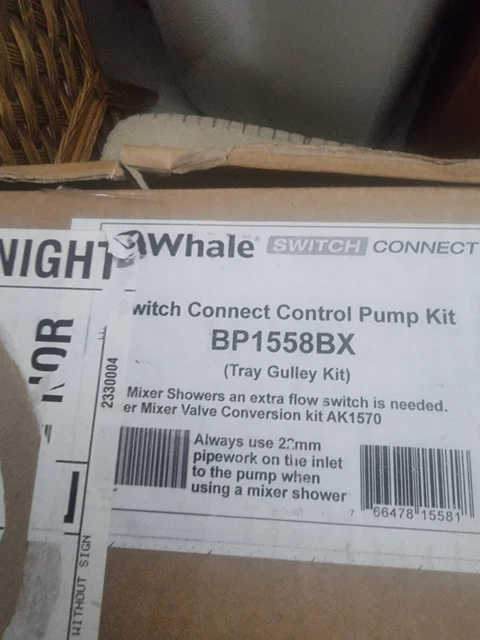 NIGHT
Whale SWITCH CONNECT
witch Connect Control Pump Kit
BP1558BX
(Tray Gulley Kit)
Mixer Showers an extra flow switch is needed.
er Mixer Valve Conversion kit AK1570
Always use 22mm
pipework on the inlet
to the pump when
using a mixer shower
7 66478 15581
2330004
WITHOUT SIGN